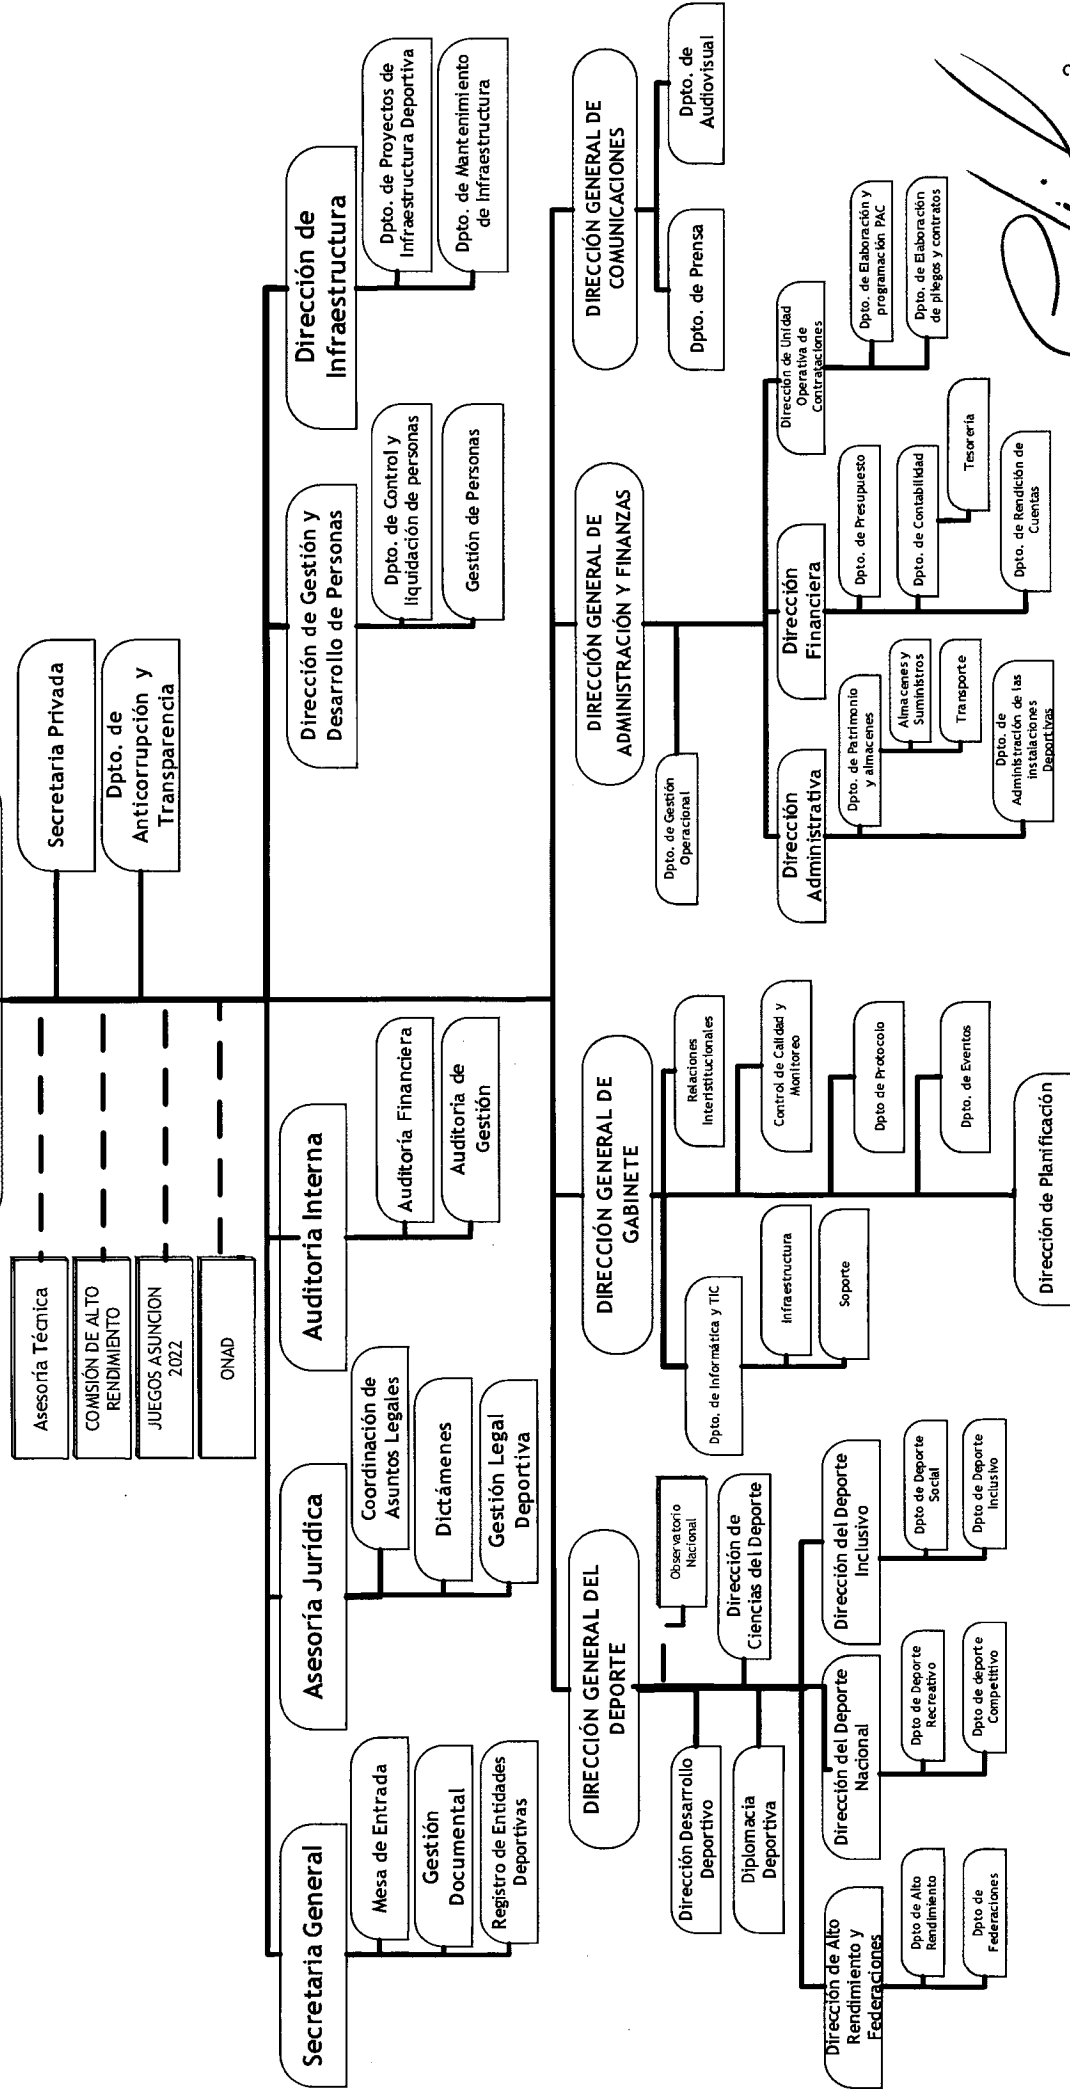 Asesoría Técnica
COMISIÓN DE ALTO
RENDIMIENTO
JUEGOS ASUNCION
2022
ONAD
Secretaria Privada
Dpto. de
Anticorrupción y
Transparencia
Secretaria General
Mesa de Entrada
Gestión
Documental
Registro de Entidades
Deportivas
Asesoría Jurídica
Coordinación de
Asuntos Legales
Dictámenes
Gestión Legal
Deportiva
Auditoria Interna
Auditoría Financiera
Auditoria de
Gestión
Dirección de Gestión y
Desarrollo de Personas
Dpto. de Control y
liquidación de personas
Gestión de Personas
Dirección de
Infraestructura
Dpto. de Proyectos de
Infraestructura Deportiva
Dpto. de Mantenimiento
de Infraestructura
DIRECCIÓN GENERAL DEL
DEPORTE
Observatorio
Nacional
Dirección Desarrollo
Deportivo
Dirección de
Ciencias del Deporte
Diplomacia
Deportiva
Dirección de Alto
Rendimiento y
Federaciones
Dpto de Alto
Rendimiento
Dpto de
Federaciones
Dirección del Deporte
Nacional
Dpto de Deporte
Recreativo
Dpto de deporte
Competitivo
Dirección del Deporte
Inclusivo
Dpto de Deporte
Social
Dpto de Deporte
Inclusivo
DIRECCIÓN GENERAL DE
GABINETE
Dpto. de Informática y TIC
Infraestructura
Soporte
Relaciones
Interistitucionales
Control de Calidad y
Monitoreo
Dpto de Protocolo
Dpto. de Eventos
Dirección de Planificación
DIRECCIÓN GENERAL DE
ADMINISTRACIÓN Y FINANZAS
Dpto. de Gestión
Operacional
Dirección
Administrativa
Dpto. de Patrimonio
y almacenes
Almacenes y
Suministros
Transporte
Dpto. de
Administración de las
instalaciones
Deportivas
Dirección
Financiera
Dpto. de Presupuesto
Dpto. de Contabilidad
Tesorería
Dpto. de Rendición de
Cuentas
Dirección de Unidad
Operativa de
Contrataciones
Dpto. de Elaboración y
programación PAC
Dpto. de Elaboración
de pliegos y contratos
DIRECCIÓN GENERAL DE
COMUNICACIONES
Dpto. de Prensa
Dpto. de
Audiovisual